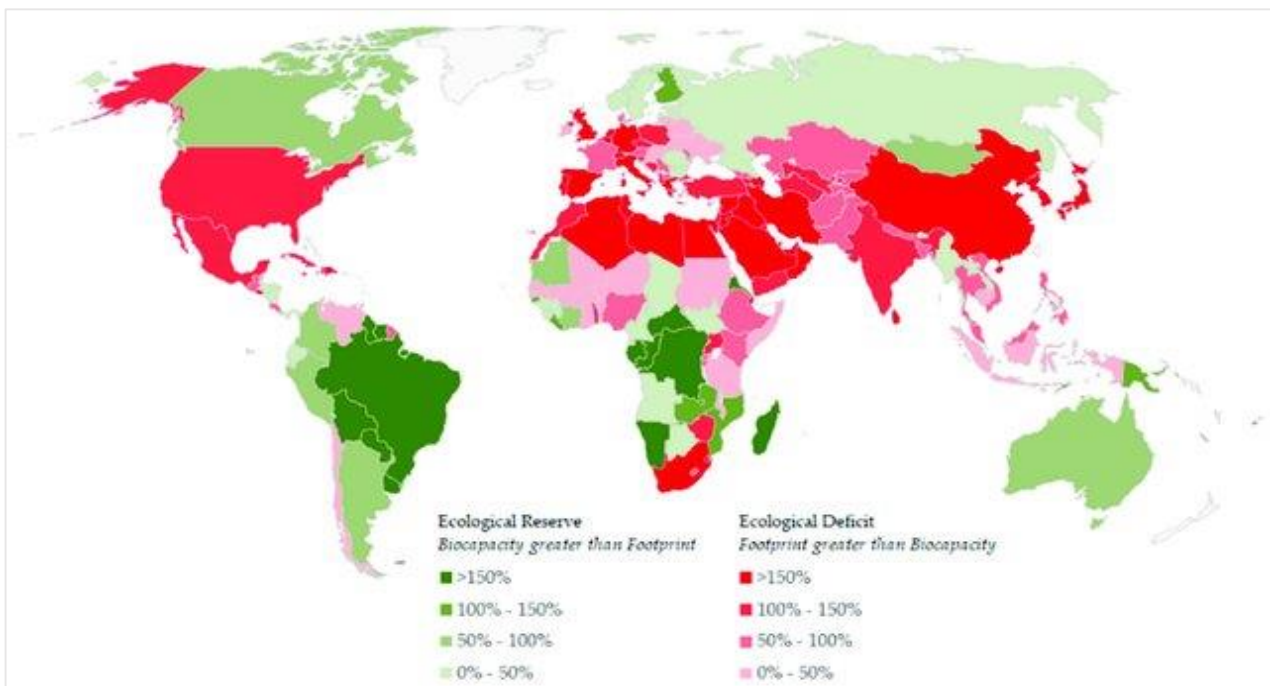 Ecological Reserve
Biocapacity greater than Footprint
>150%
100% - 150%
50% - 100%
0% - 50%
Ecological Deficit
Footprint greater than Biocapacity
>150%
100% - 150%
50% - 100%
0% - 50%